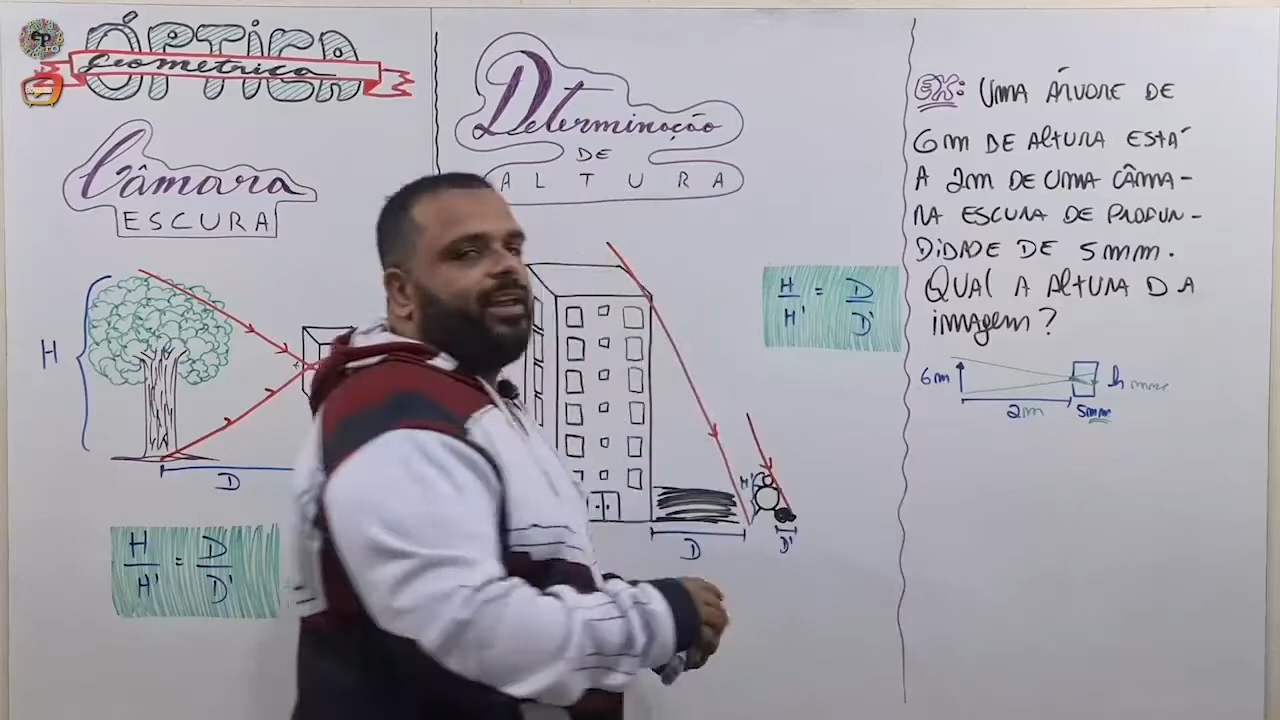 ep
ÓPTICA
Geométrica
Câmara
ESCURA
H
D
H/H' = D/D'
Determinação
DE
ALTURA
H/H' = D/D'
H'
D
D'
EX: UMA ÁRVORE DE
6m DE ALTURA ESTÁ
A 2m DE UMA CÂMA-
RA ESCURA DE PROFUN-
DIDADE DE 5mm.
QUAL A ALTURA DA
imagem?
6m
h
2m
5mm